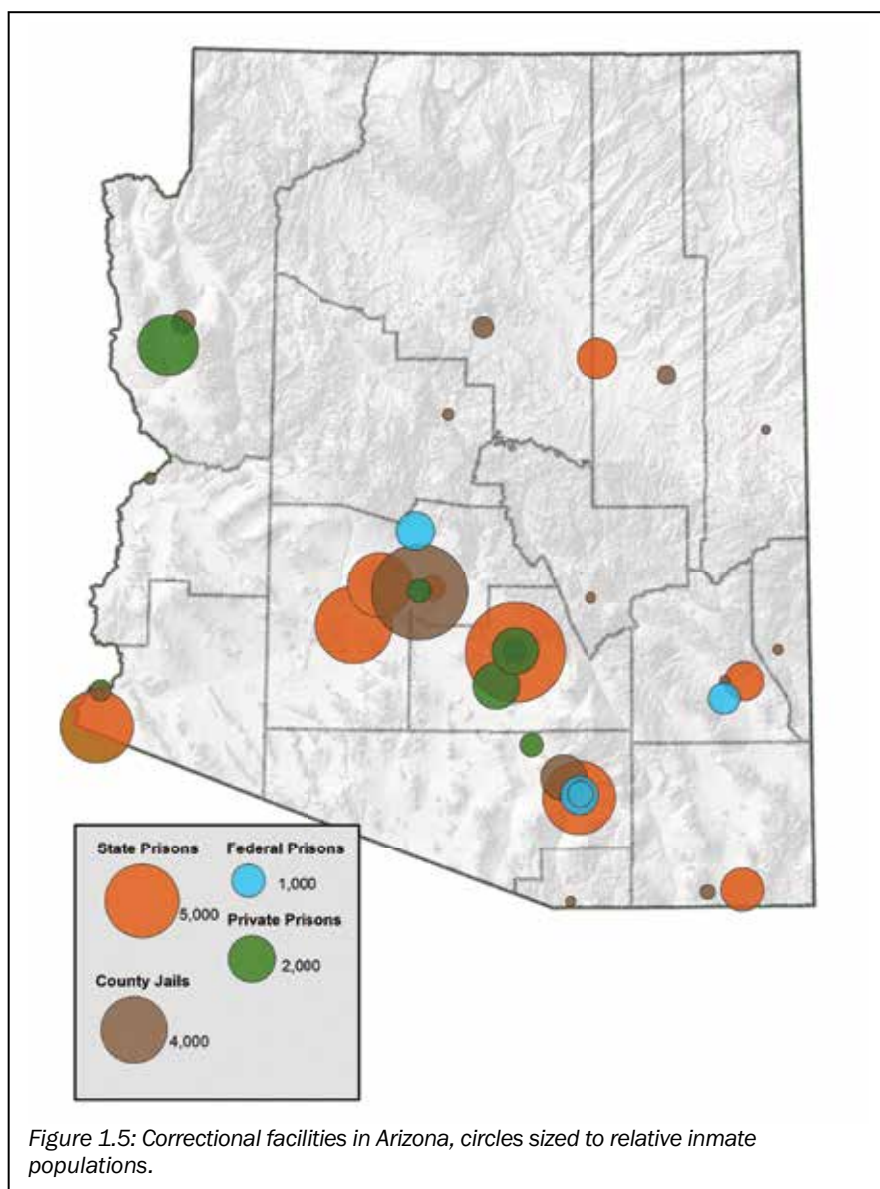 State Prisons
5,000
Federal Prisons
1,000
Private Prisons
2,000
County Jails
4,000
Figure 1.5: Correctional facilities in Arizona, circles sized to relative inmate
populations.